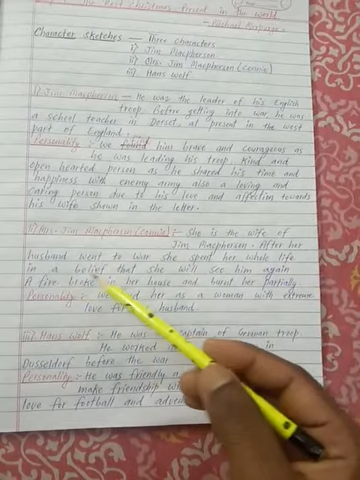 The Best Christmas Present in the world
- Michael Morpurgo
Character sketches - Three characters
i) Jim Macpherson
ii) Mrs. Jim Macpherson (Connie)
iii) Hans Wolf
i) Jim Macpherson - He was the leader of his English
troop. Before getting into war he was
a school teacher in Dorset, at present in the west
part of England.
Personality :- We found him brave and courageous as
he was leading his troop. Kind and
open hearted person as he shared his time and
happiness with enemy army also a loving and
caring person due to his love and affection towards
his wife shown in the letter.
ii) Mrs. Jim Macpherson (Connie) :- She is the wife of
Jim Macpherson. After her
husband went to war she spent her whole life
in a belief that she will see him again
A fire broke in her house and burnt her partially
Personality :- her as a woman with extreme
love for husband.
iii) Hans Wolf :- He was captain of German troop
He worked in
Dusseldorf before the war
Personality :- He was friendly a
make friendship wi
love for football and adven